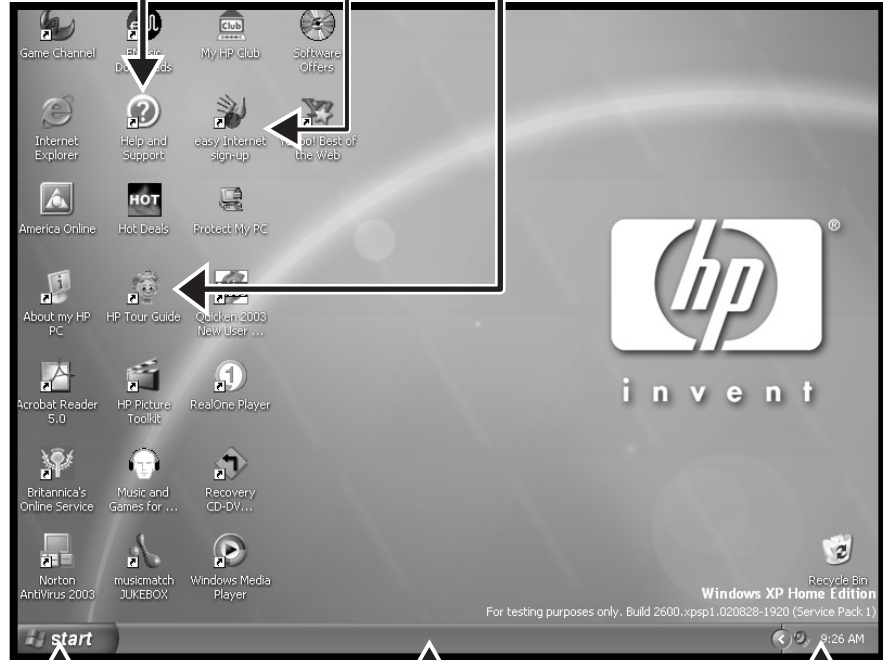 Club
Game Channel
My HP Club
Software
Offers
Internet
Explorer
Help and
Support
easy Internet
sign-up
Best of
the Web
HOT
America Online
Hot Deals
Protect My PC
®
hp
invent
About my HP
PC
HP Tour Guide
Quicken 2003
New User ...
Acrobat Reader
5.0
HP Picture
Toolkit
RealOne Player
Britannica's
Online Service
Music and
Games for ...
Recovery
CD-DV...
Norton
AntiVirus 2003
musicmatch
JUKEBOX
Windows Media
Player
Recycle Bin
Windows XP Home Edition
For testing purposes only. Build 2600.xpsp1.020828-1920 (Service Pack 1)
start
9:26 AM